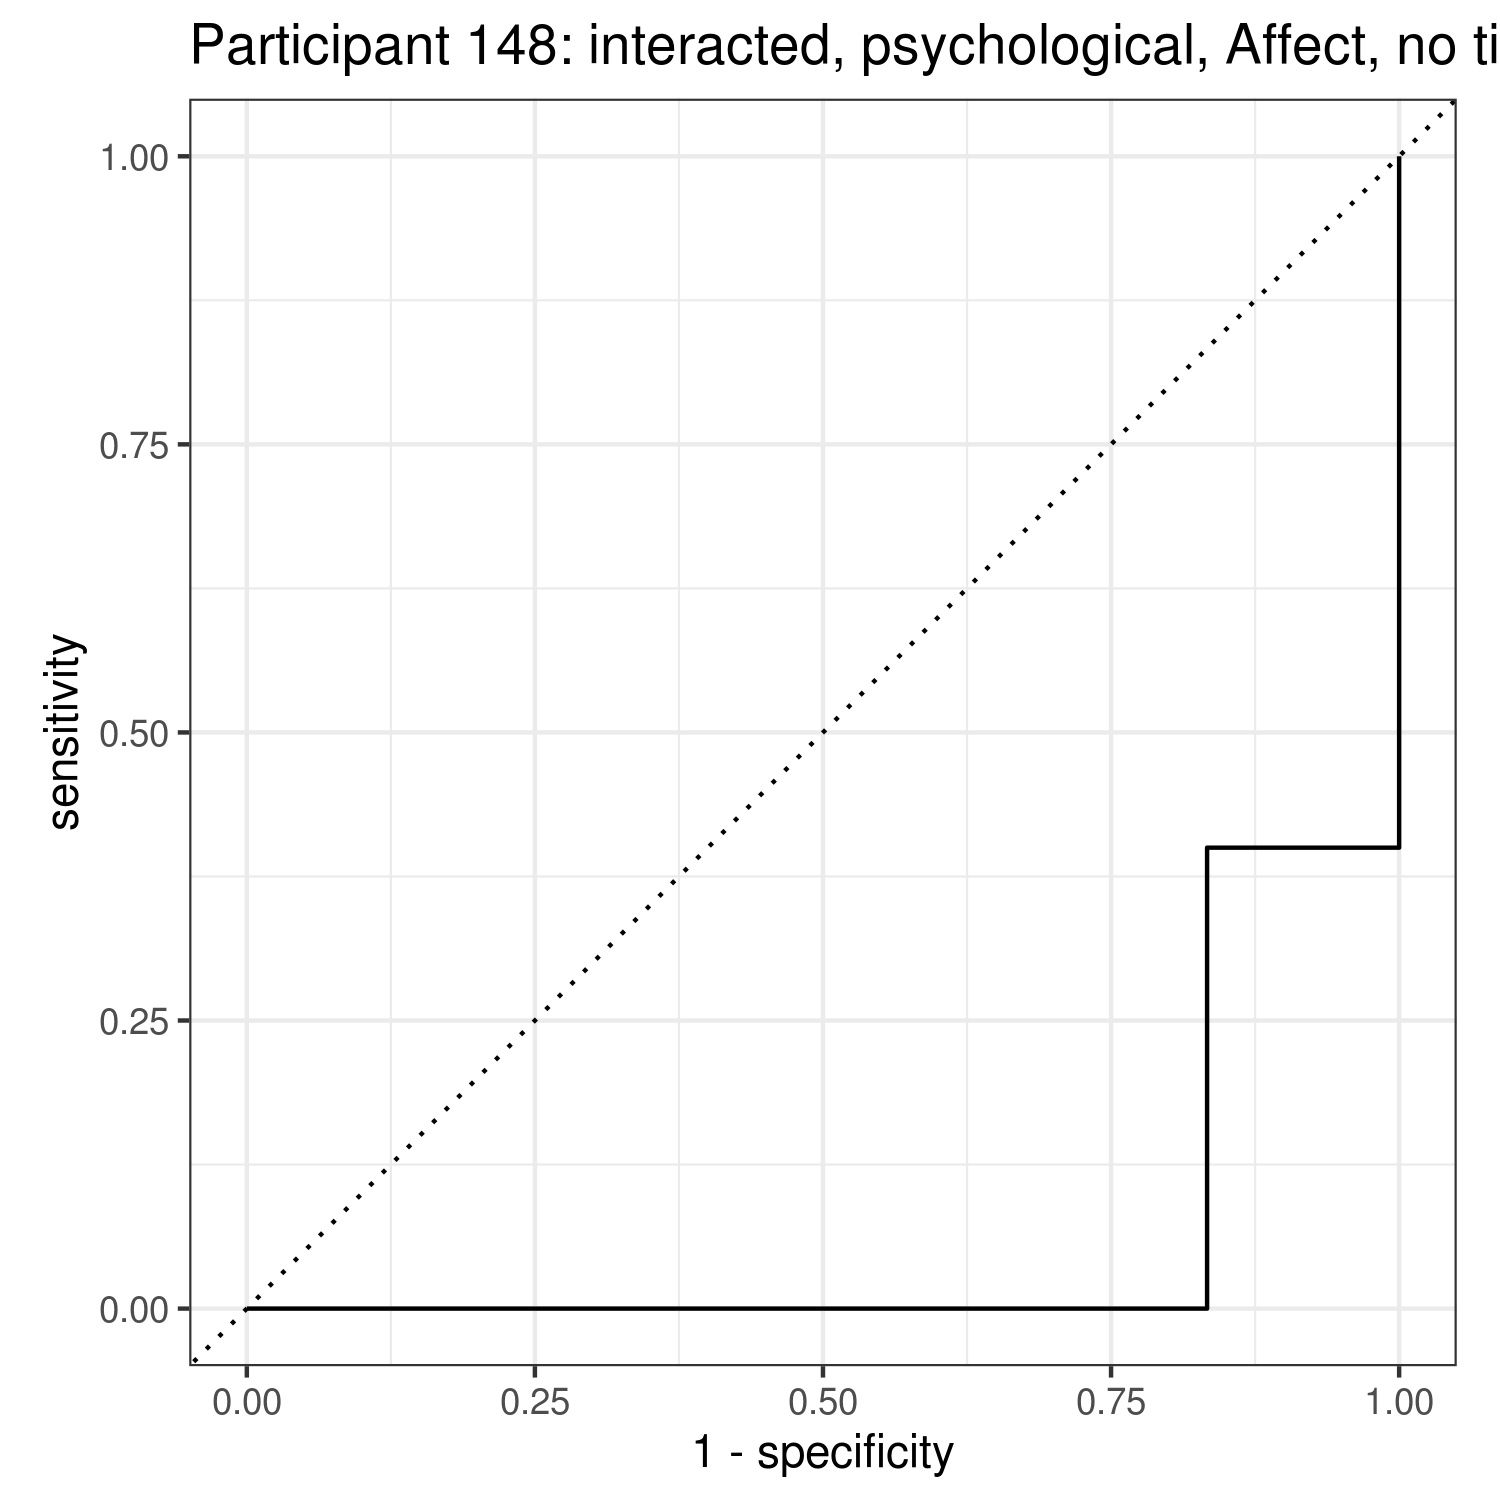 Participant 148: interacted, psychological, Affect, no ti
1.00
0.75
0.50
0.25
0.00
sensitivity
0.00 0.25 0.50 0.75 1.00
1 - specificity